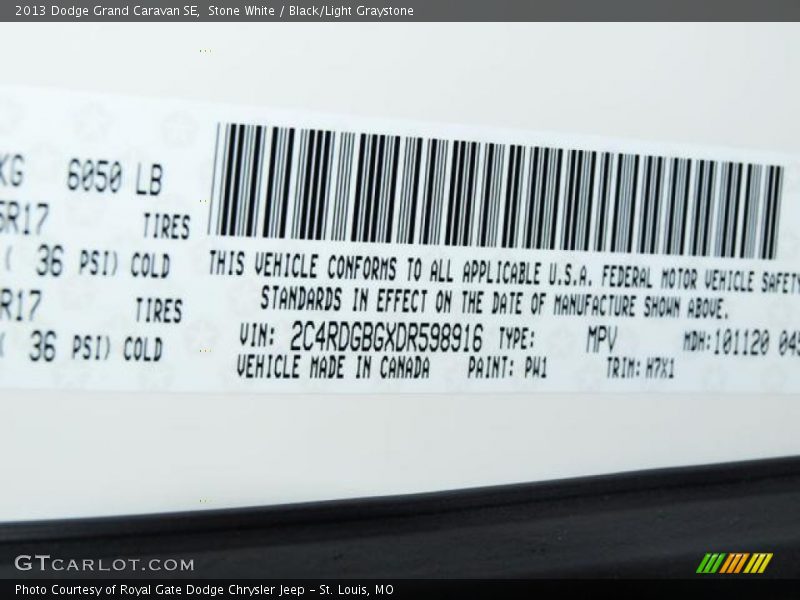 2013 Dodge Grand Caravan SE, Stone White / Black/Light Graystone
KG 6050 LB
R17 TIRES
( 36 PSI) COLD
R17 TIRES
( 36 PSI) COLD
THIS VEHICLE CONFORMS TO ALL APPLICABLE U.S.A. FEDERAL MOTOR VEHICLE SAFETY
STANDARDS IN EFFECT ON THE DATE OF MANUFACTURE SHOWN ABOVE.
VIN: 2C4RDGBGXDR598916 TYPE: MPV MDH:101120 045
VEHICLE MADE IN CANADA PAINT: PW1 TRIM: H7X1
GTCARLOT.COM
Photo Courtesy of Royal Gate Dodge Chrysler Jeep - St. Louis, MO